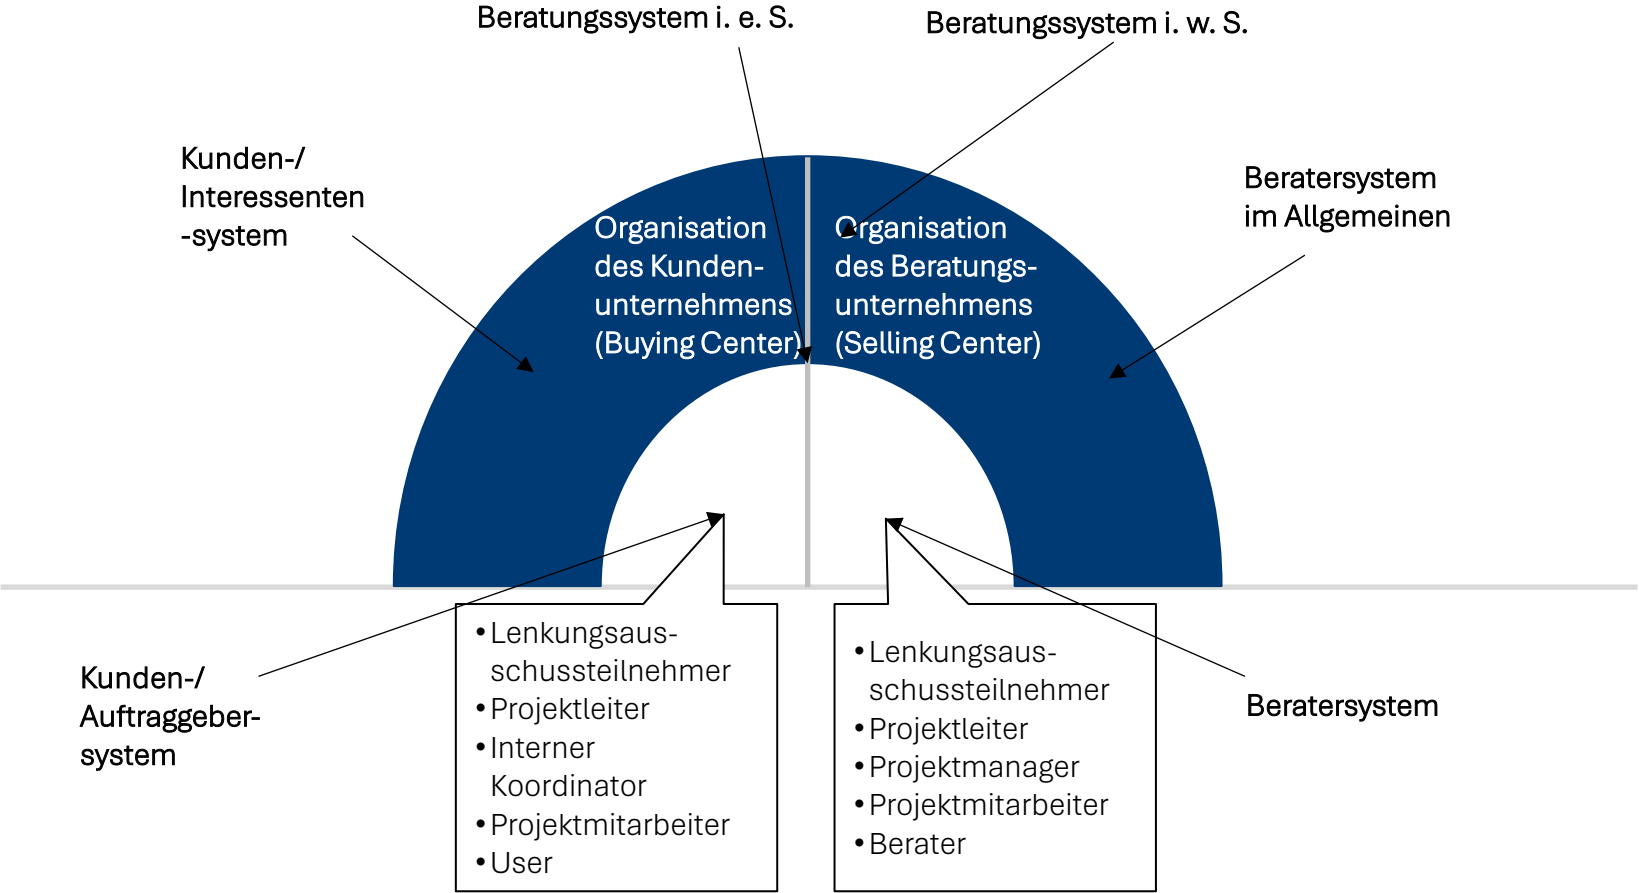 Beratungssystem i. e. S.
Beratungssystem i. w. S.
Kunden-/
Interessenten
-system
Beratersystem
im Allgemeinen
Organisation
des Kunden-
unternehmens
(Buying Center)
Organisation
des Beratungs-
unternehmens
(Selling Center)
Kunden-/
Auftraggeber-
system
•Lenkungsaus-
schussteilnehmer
•Projektleiter
•Interner
Koordinator
•Projektmitarbeiter
•User
•Lenkungsaus-
schussteilnehmer
•Projektleiter
•Projektmanager
•Projektmitarbeiter
•Berater
Beratersystem